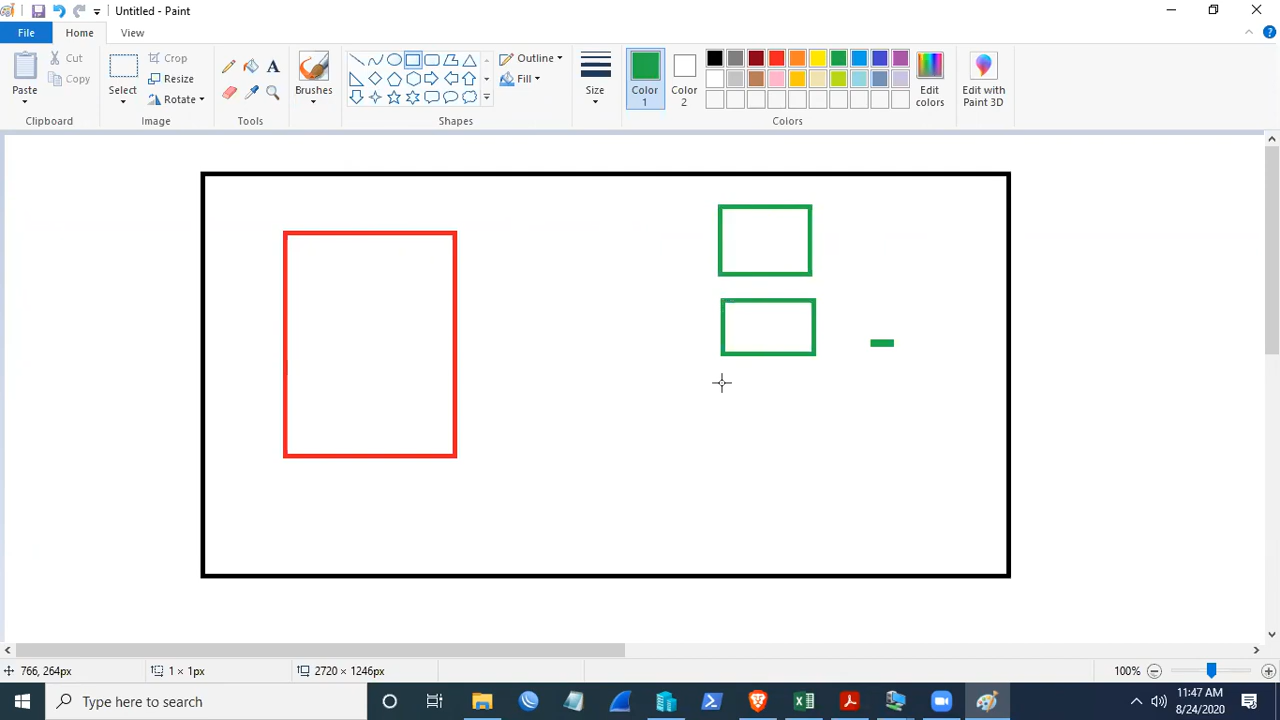 Untitled - Paint
File
Home
View
Paste
Cut
Copy
Clipboard
Select
Crop
Resize
Rotate
Image
A
Tools
Brushes
Outline
Fill
Shapes
Size
Color 1
Color 2
Edit colors
Colors
Edit with Paint 3D
766, 264px
1 × 1px
2720 × 1246px
100%
Type here to search
11:47 AM
8/24/2020